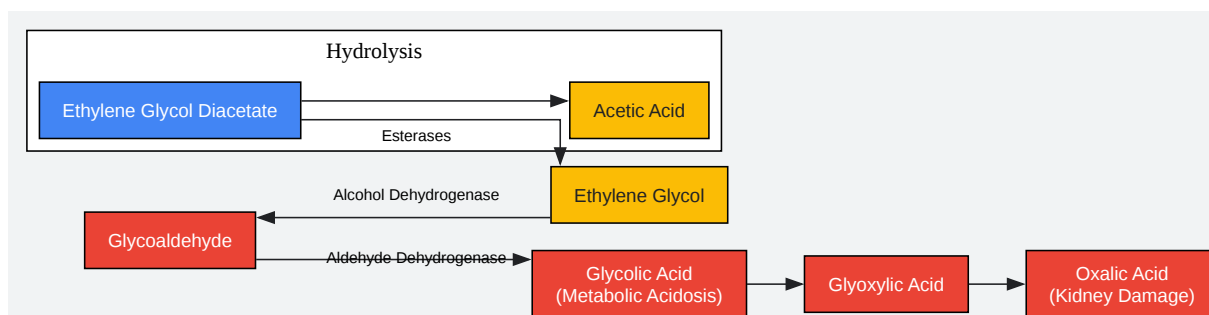 Hydrolysis
Ethylene Glycol Diacetate
Acetic Acid
Esterases
Ethylene Glycol
Alcohol Dehydrogenase
Glycoaldehyde
Aldehyde Dehydrogenase
Glycolic Acid
(Metabolic Acidosis)
Glyoxylic Acid
Oxalic Acid
(Kidney Damage)